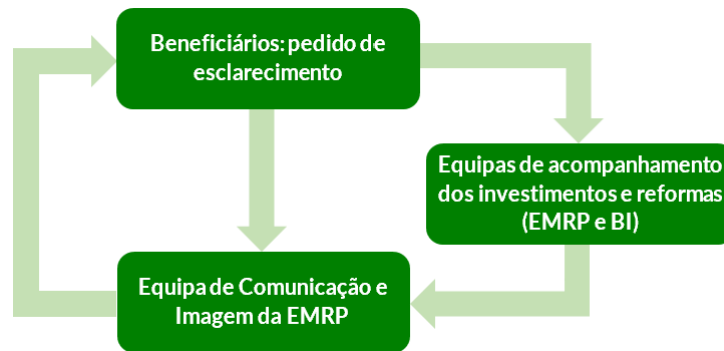 Beneficiários: pedido de
esclarecimento
Equipas de acompanhamento
dos investimentos e reformas
(EMRP e BI)
Equipa de Comunicação e
Imagem da EMRP